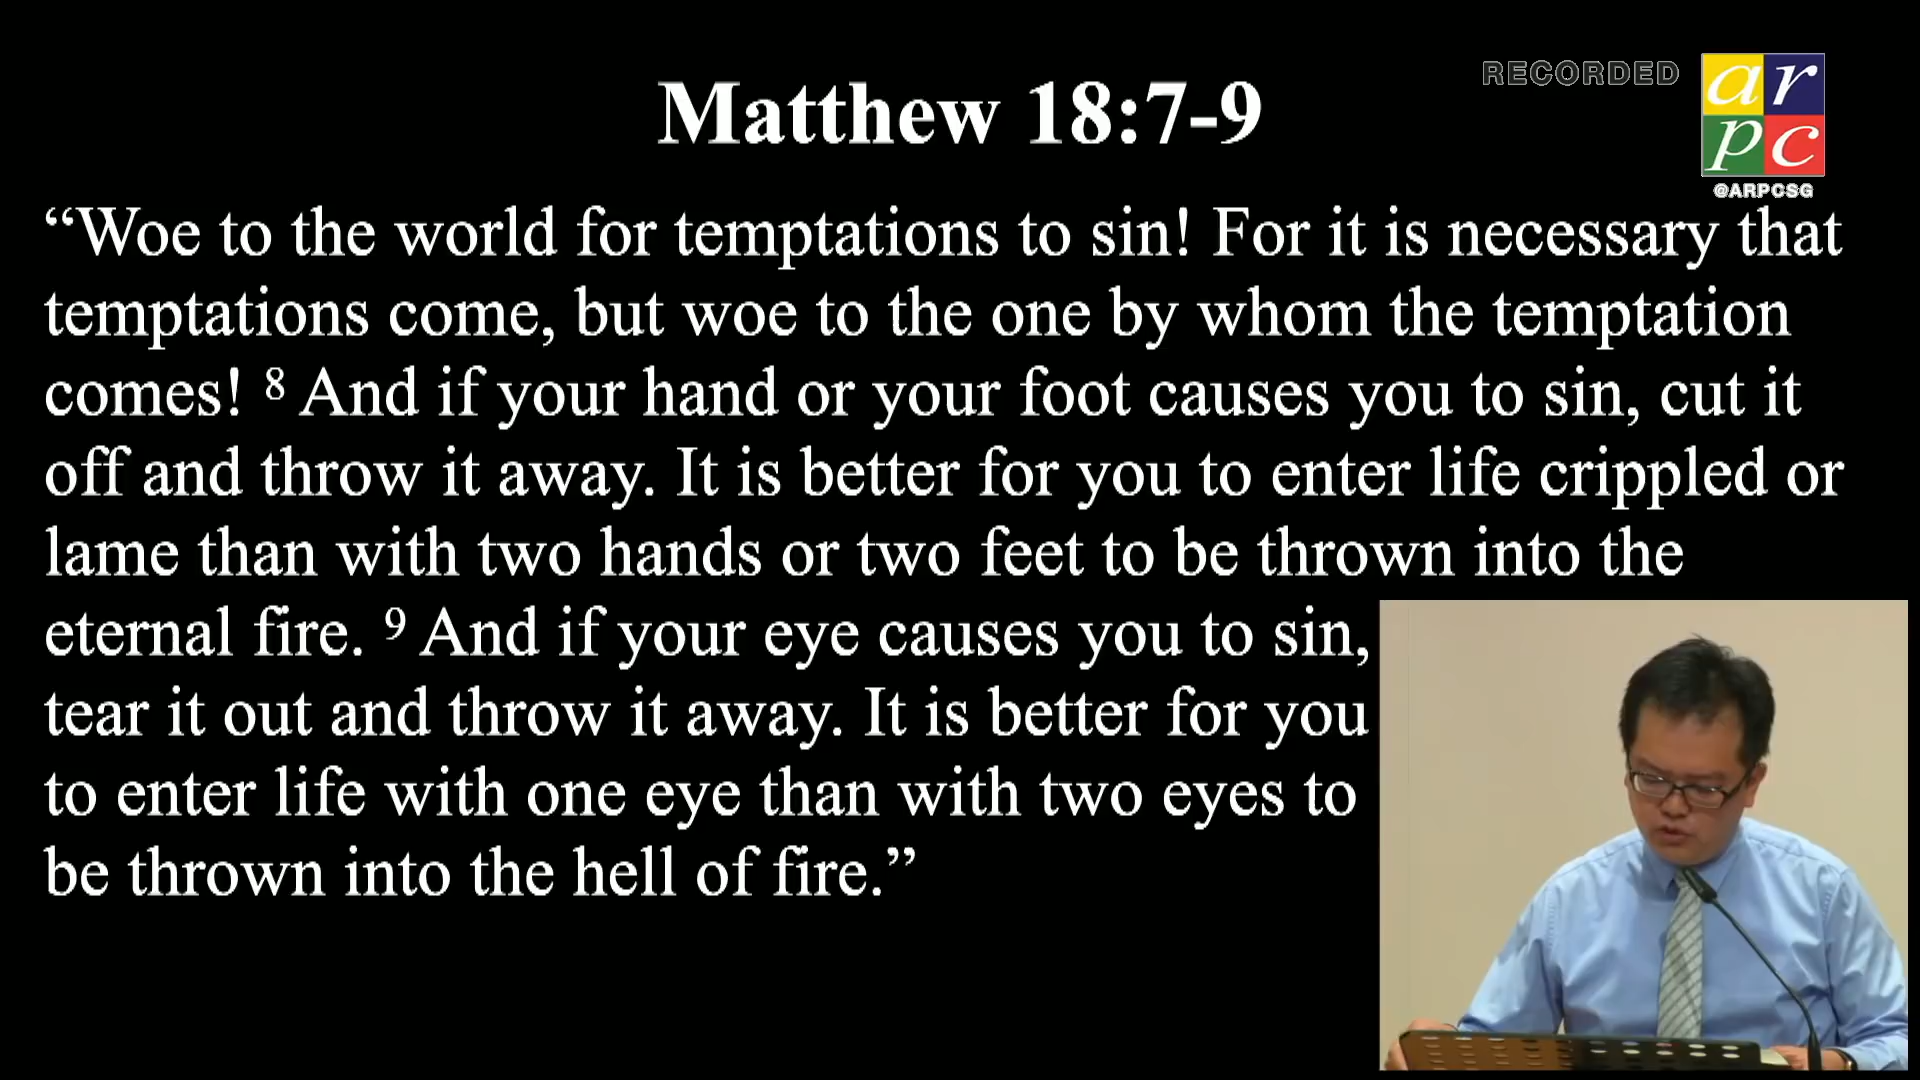 RECORDED
a r
p c
@ARPCSG
Matthew 18:7-9
“Woe to the world for temptations to sin! For it is necessary that
temptations come, but woe to the one by whom the temptation
comes! ⁸ And if your hand or your foot causes you to sin, cut it
off and throw it away. It is better for you to enter life crippled or
lame than with two hands or two feet to be thrown into the
eternal fire. ⁹ And if your eye causes you to sin,
tear it out and throw it away. It is better for you
to enter life with one eye than with two eyes to
be thrown into the hell of fire.”